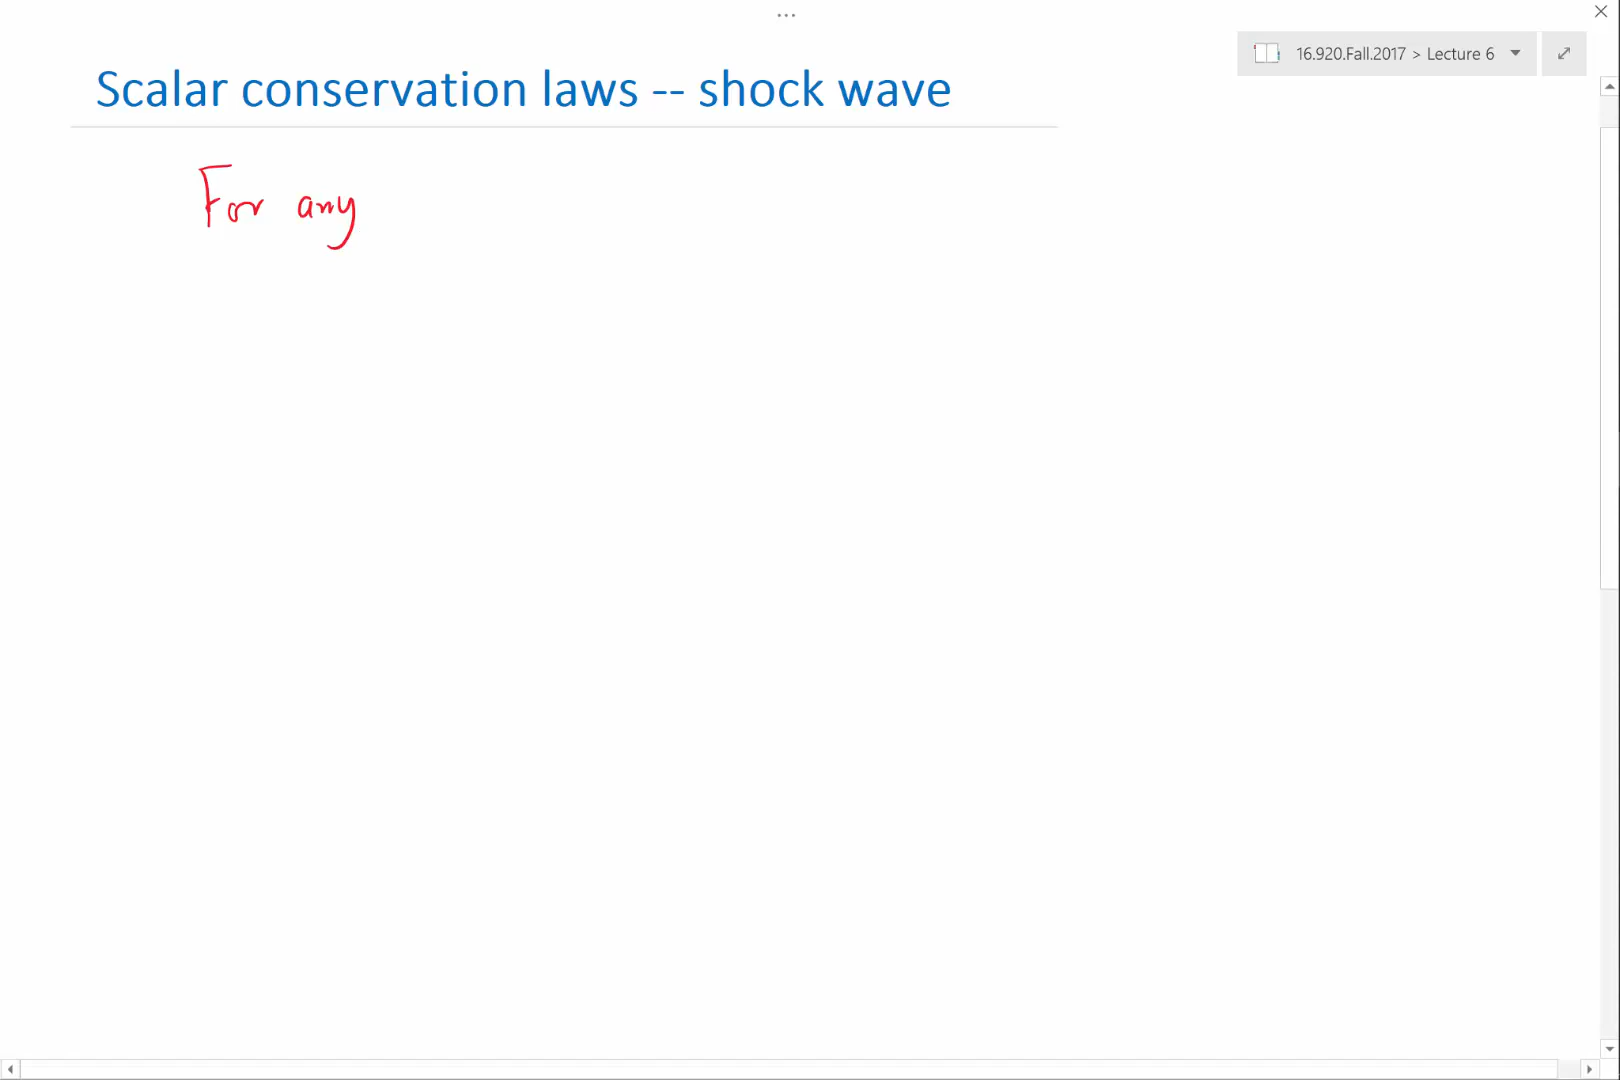 ...
16.920.Fall.2017 > Lecture 6
Scalar conservation laws -- shock wave
For any